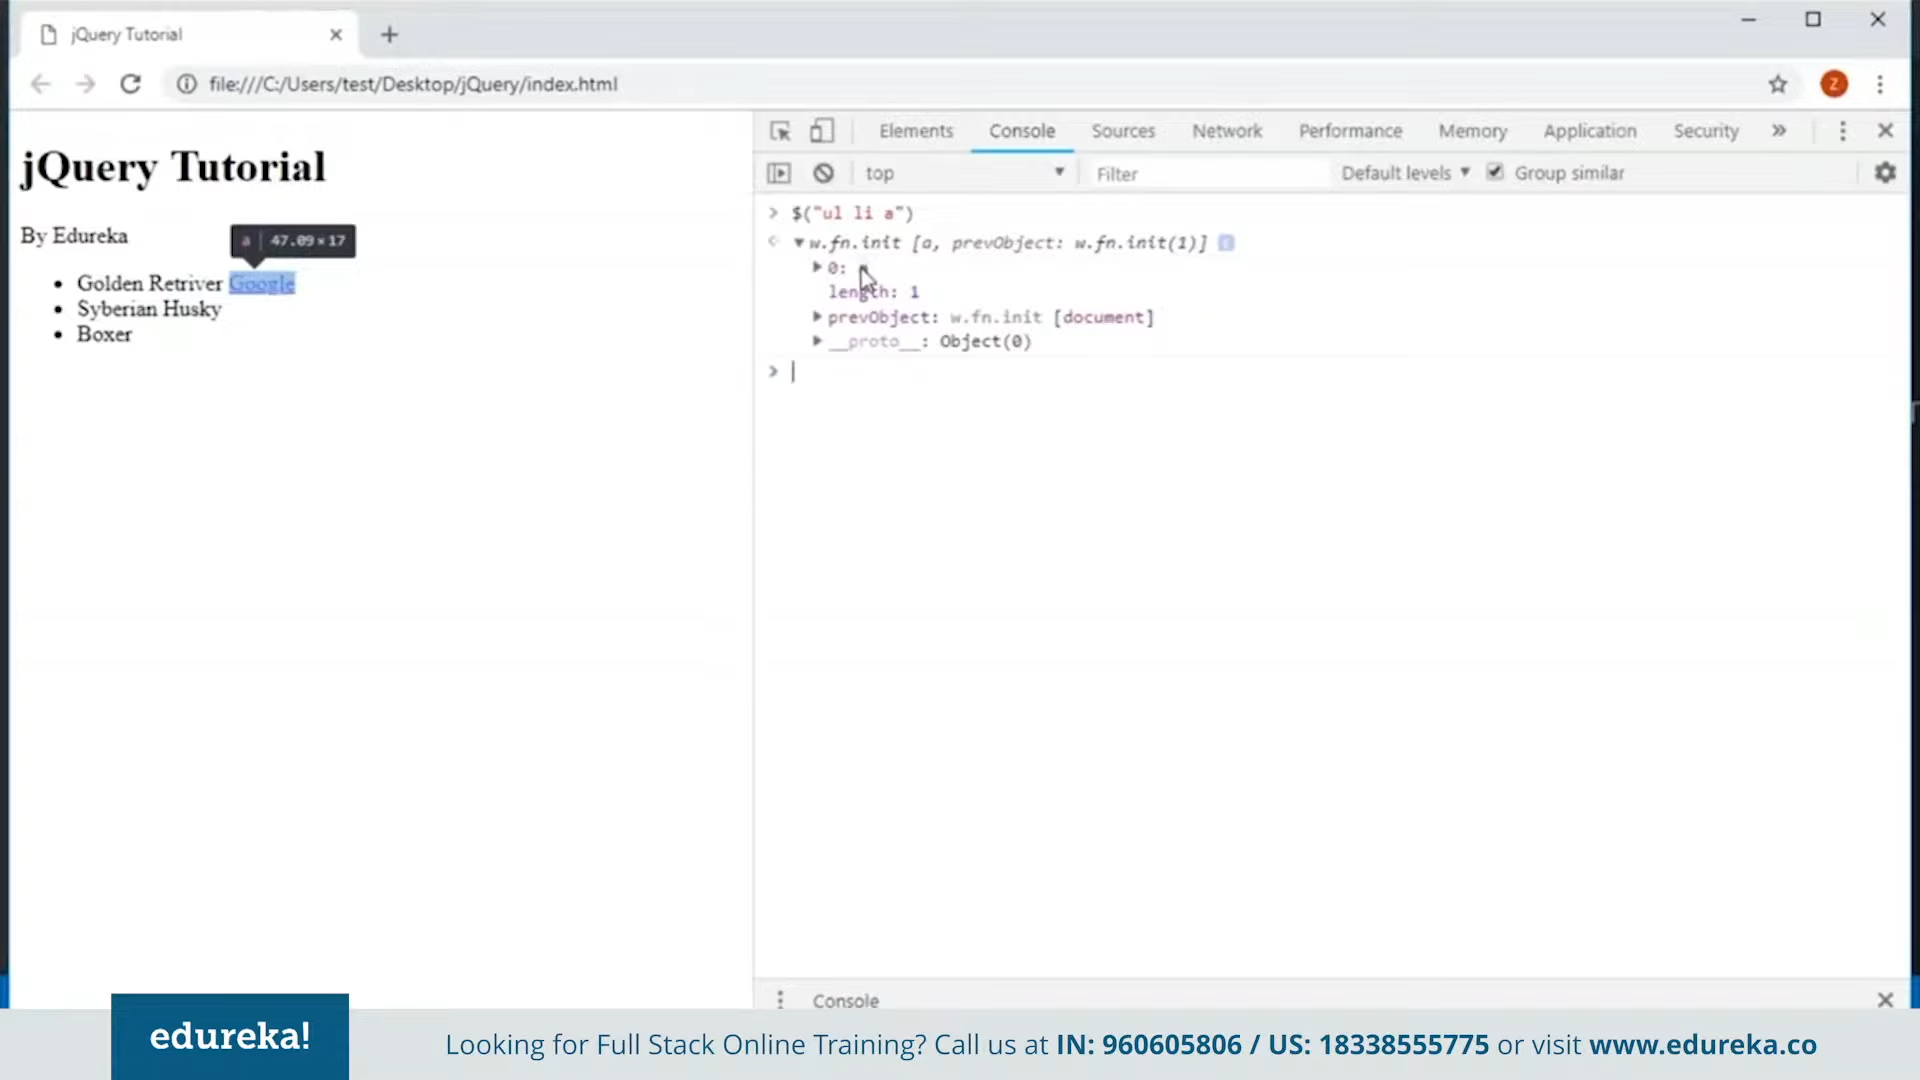 jQuery Tutorial
file:///C:/Users/test/Desktop/jQuery/index.html
Z
jQuery Tutorial
By Edureka
a | 47.09×17
Golden Retriver Google
Syberian Husky
Boxer
Elements Console Sources Network Performance Memory Application Security
top Filter Default levels Group similar
$("ul li a")
w.fn.init [a, prevObject: w.fn.init(1)]
0:
length: 1
prevObject: w.fn.init [document]
__proto__: Object(0)
Console
edureka!
Looking for Full Stack Online Training? Call us at IN: 960605806 / US: 18338555775 or visit www.edureka.co